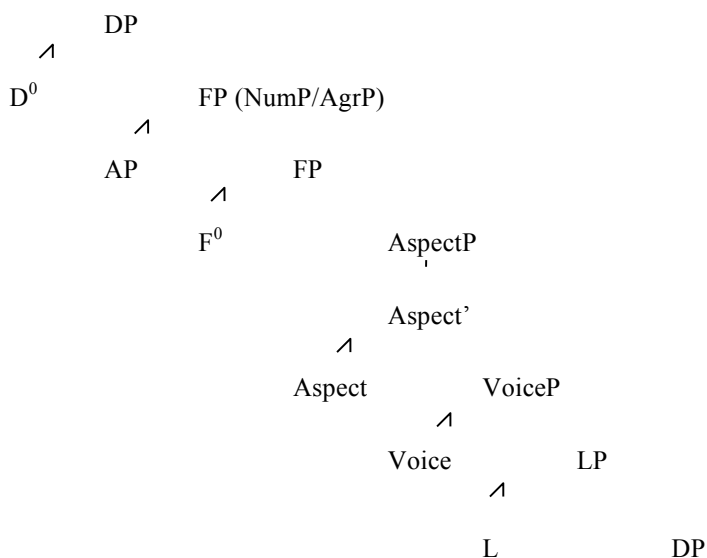 DP
D⁰ FP (NumP/AgrP)
AP FP
F⁰ AspectP
Aspect’
Aspect VoiceP
Voice LP
L DP